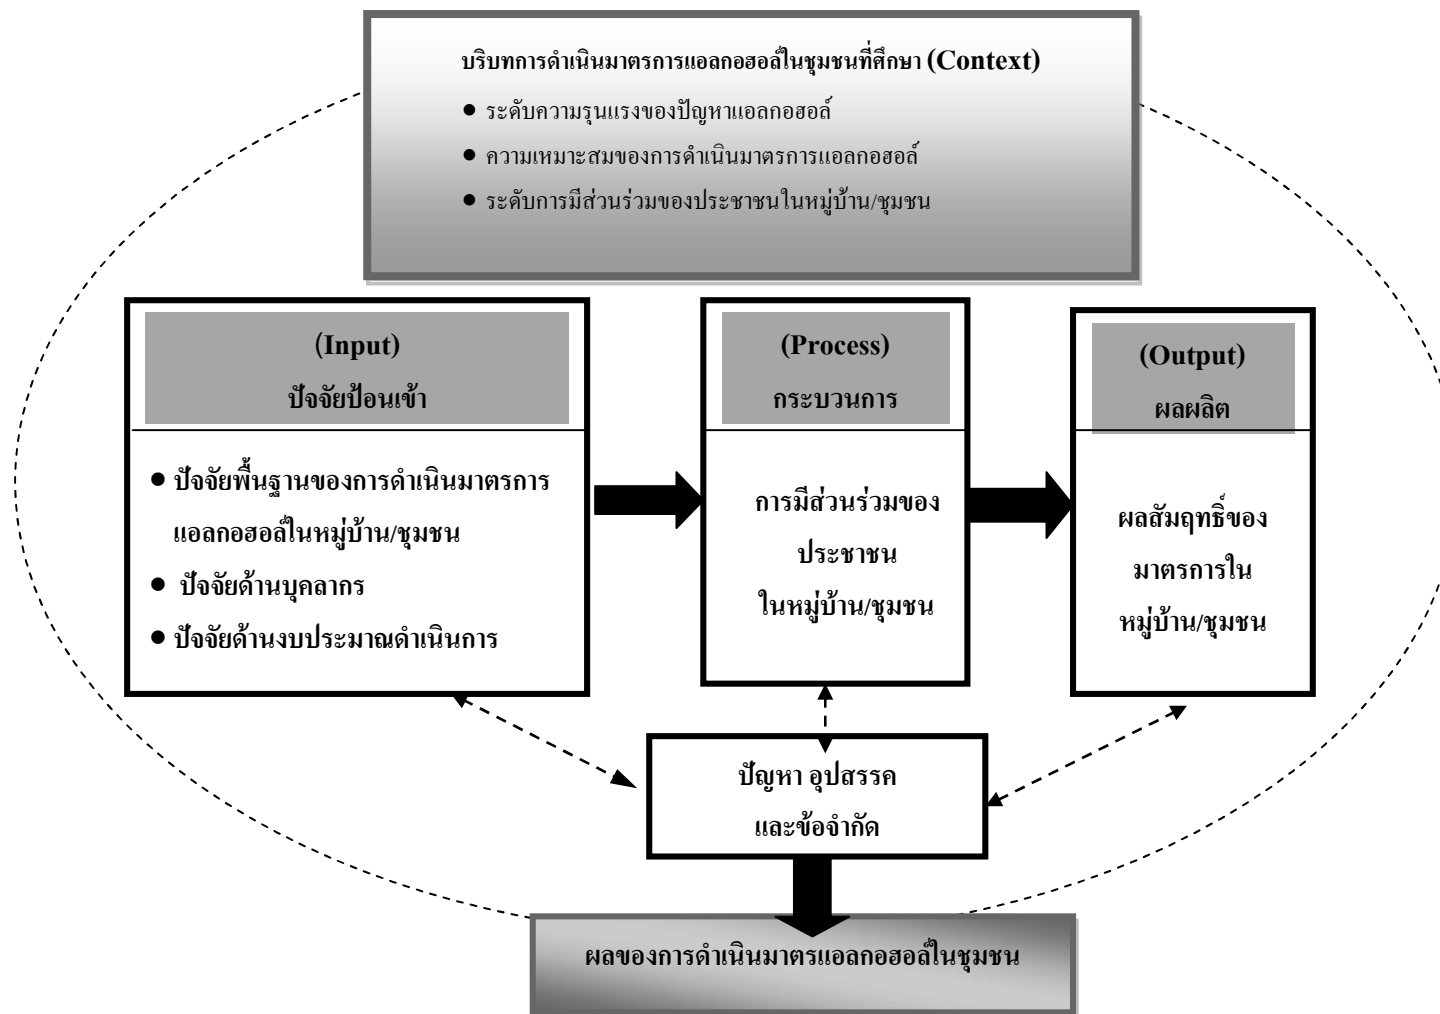 บริบทการดำเนินมาตรการแอลกอฮอล์ในชุมชนที่ศึกษา (Context)
● ระดับความรุนแรงของปัญหาแอลกอฮอล์
● ความเหมาะสมของการดำเนินมาตรการแอลกอฮอล์
● ระดับการมีส่วนร่วมของประชาชนในหมู่บ้าน/ชุมชน
(Input)
ปัจจัยป้อนเข้า
● ปัจจัยพื้นฐานของการดำเนินมาตรการ
แอลกอฮอล์ในหมู่บ้าน/ชุมชน
● ปัจจัยด้านบุคลากร
● ปัจจัยด้านงบประมาณดำเนินการ
(Process)
กระบวนการ
การมีส่วนร่วมของ
ประชาชน
ในหมู่บ้าน/ชุมชน
(Output)
ผลผลิต
ผลสัมฤทธิ์ของ
มาตรการใน
หมู่บ้าน/ชุมชน
ปัญหา อุปสรรค
และข้อจำกัด
ผลของการดำเนินมาตรแอลกอฮอล์ในชุมชน